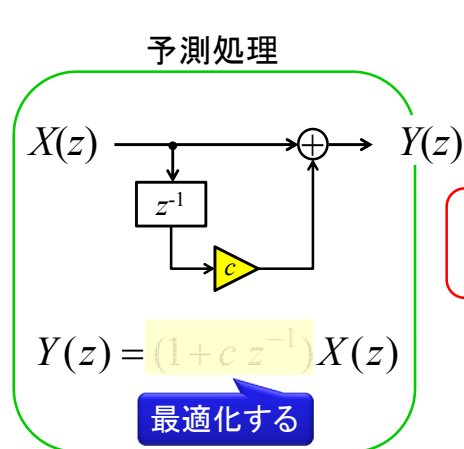 予測処理
X(z) + Y(z)
z⁻¹
c
Y(z) = (1 + c z⁻¹) X(z)
最適化する